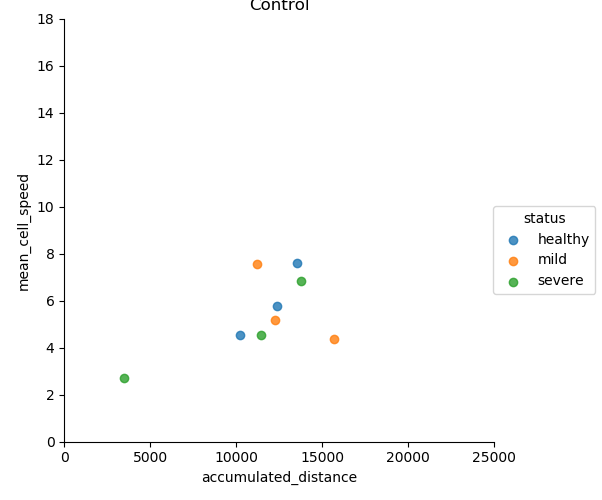 Control
18
16
14
12
10
8
6
4
2
0
mean_cell_speed
0 5000 10000 15000 20000 25000
accumulated_distance
status
healthy
mild
severe